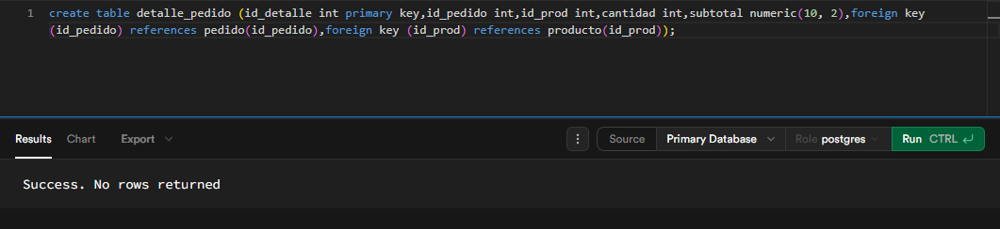 1 create table detalle_pedido (id_detalle int primary key,id_pedido int,id_prod int,cantidad int,subtotal numeric(10, 2),foreign key
(id_pedido) references pedido(id_pedido),foreign key (id_prod) references producto(id_prod));
Results Chart Export Source Primary Database Role postgres Run CTRL ↵
Success. No rows returned